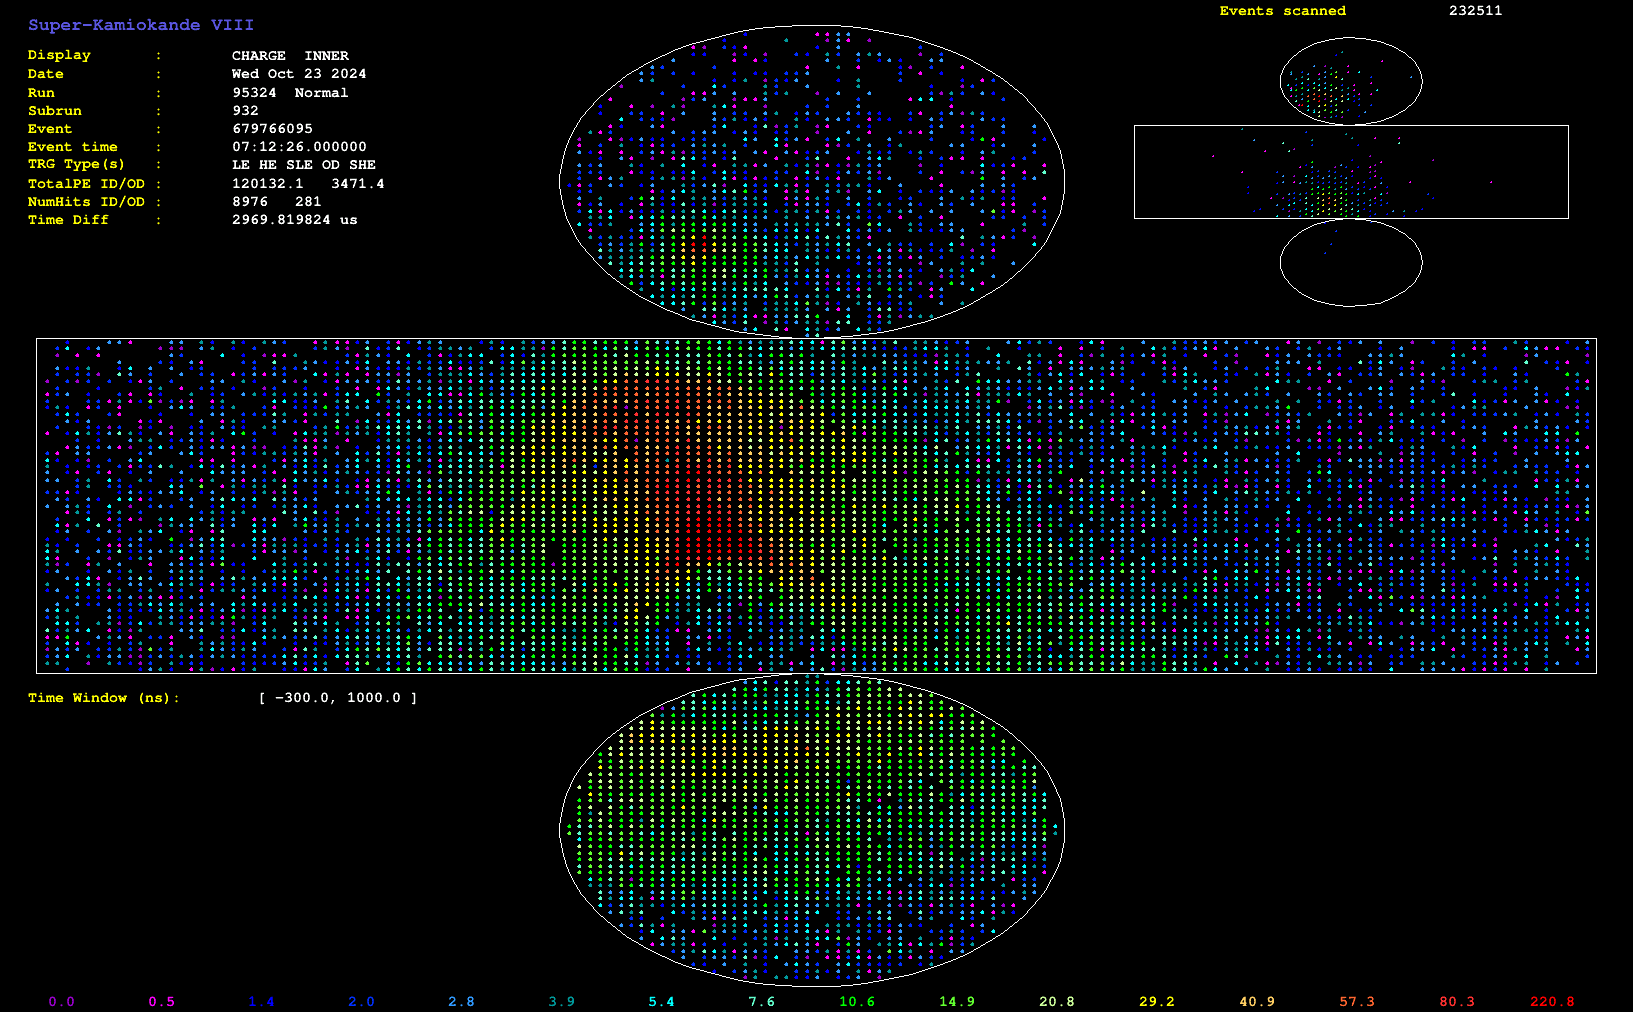 Super-Kamiokande VIII
Display : CHARGE INNER
Date : Wed Oct 23 2024
Run : 95324 Normal
Subrun : 932
Event : 679766095
Event time : 07:12:26.000000
TRG Type(s) : LE HE SLE OD SHE
TotalPE ID/OD : 120132.1 3471.4
NumHits ID/OD : 8976 281
Time Diff : 2969.819824 us
Events scanned 232511
Time Window (ns): [ −300.0, 1000.0 ]
0.0 0.5 1.4 2.0 2.8 3.9 5.4 7.6 10.6 14.9 20.8 29.2 40.9 57.3 80.3 220.8